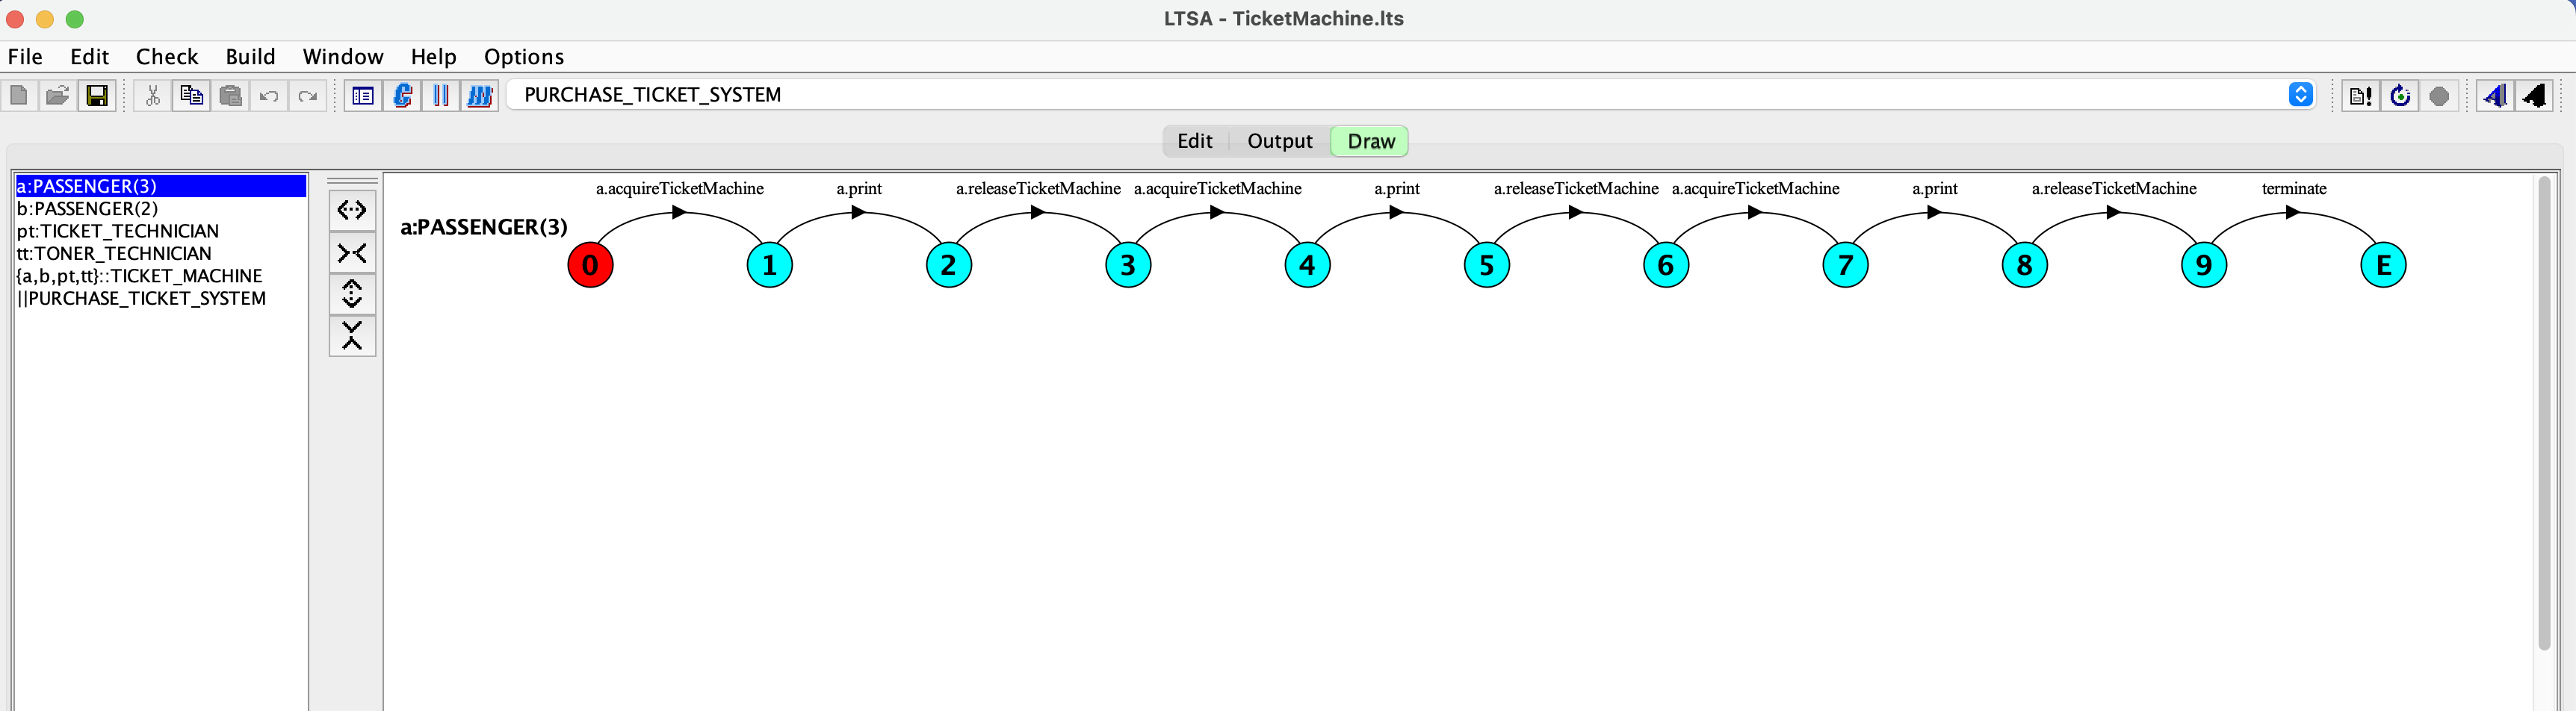 LTSA - TicketMachine.lts
File Edit Check Build Window Help Options
PURCHASE_TICKET_SYSTEM
Edit Output Draw
a:PASSENGER(3)
b:PASSENGER(2)
pt:TICKET_TECHNICIAN
tt:TONER_TECHNICIAN
{a,b,pt,tt}::TICKET_MACHINE
||PURCHASE_TICKET_SYSTEM
a.acquireTicketMachine a.print a.releaseTicketMachine a.acquireTicketMachine a.print a.releaseTicketMachine a.acquireTicketMachine a.print a.releaseTicketMachine terminate
a:PASSENGER(3)
0 1 2 3 4 5 6 7 8 9 E